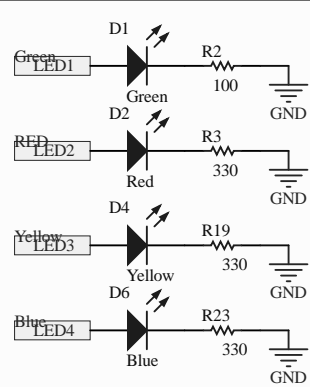 D1
Green
LED1
R2
Green
100
GND
D2
RED
LED2
R3
Red
330
GND
D4
Yellow
LED3
R19
Yellow
330
GND
D6
Blue
LED4
R23
Blue
330
GND